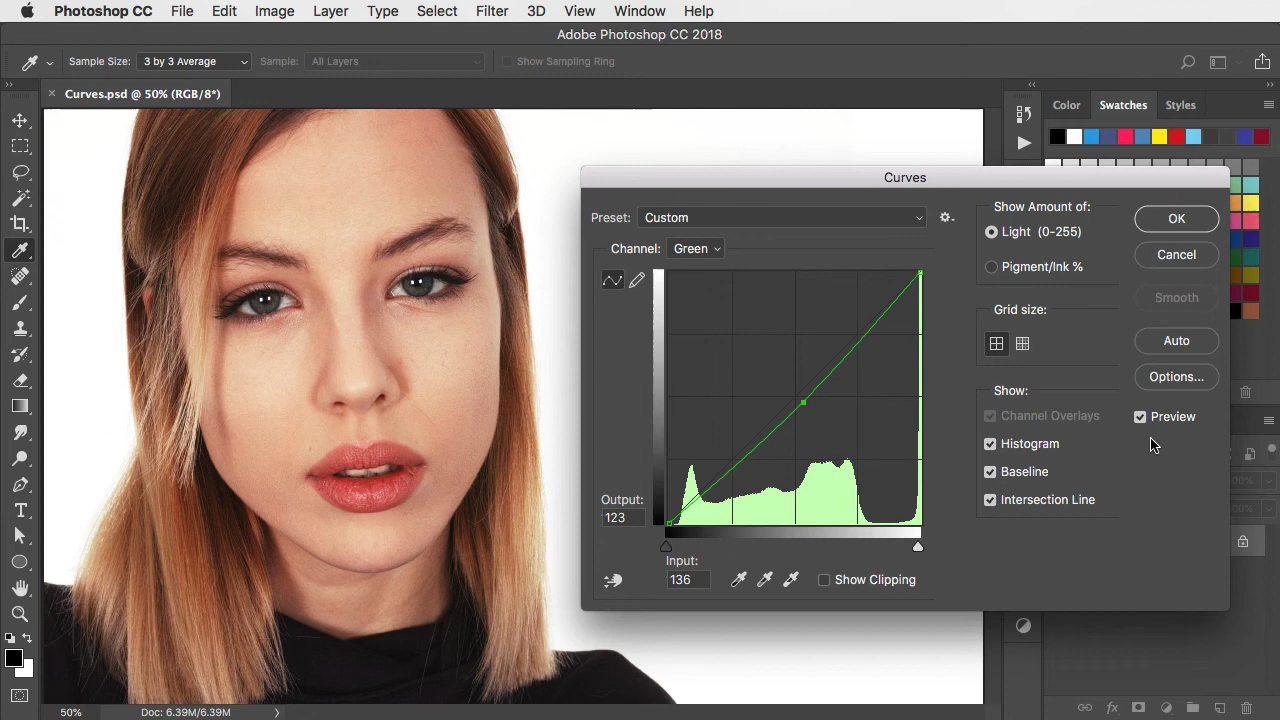 Photoshop CC File Edit Image Layer Type Select Filter 3D View Window Help
Adobe Photoshop CC 2018
Sample Size: 3 by 3 Average Sample: All Layers Show Sampling Ring
Curves.psd @ 50% (RGB/8*)
Color Swatches Styles
Curves
Preset: Custom
Channel: Green
Output:
123
Input:
136
Show Clipping
Show Amount of:
Light (0-255)
Pigment/Ink %
Grid size:
Show:
Channel Overlays
Histogram
Baseline
Intersection Line
OK
Cancel
Smooth
Auto
Options...
Preview
50% Doc: 6.39M/6.39M